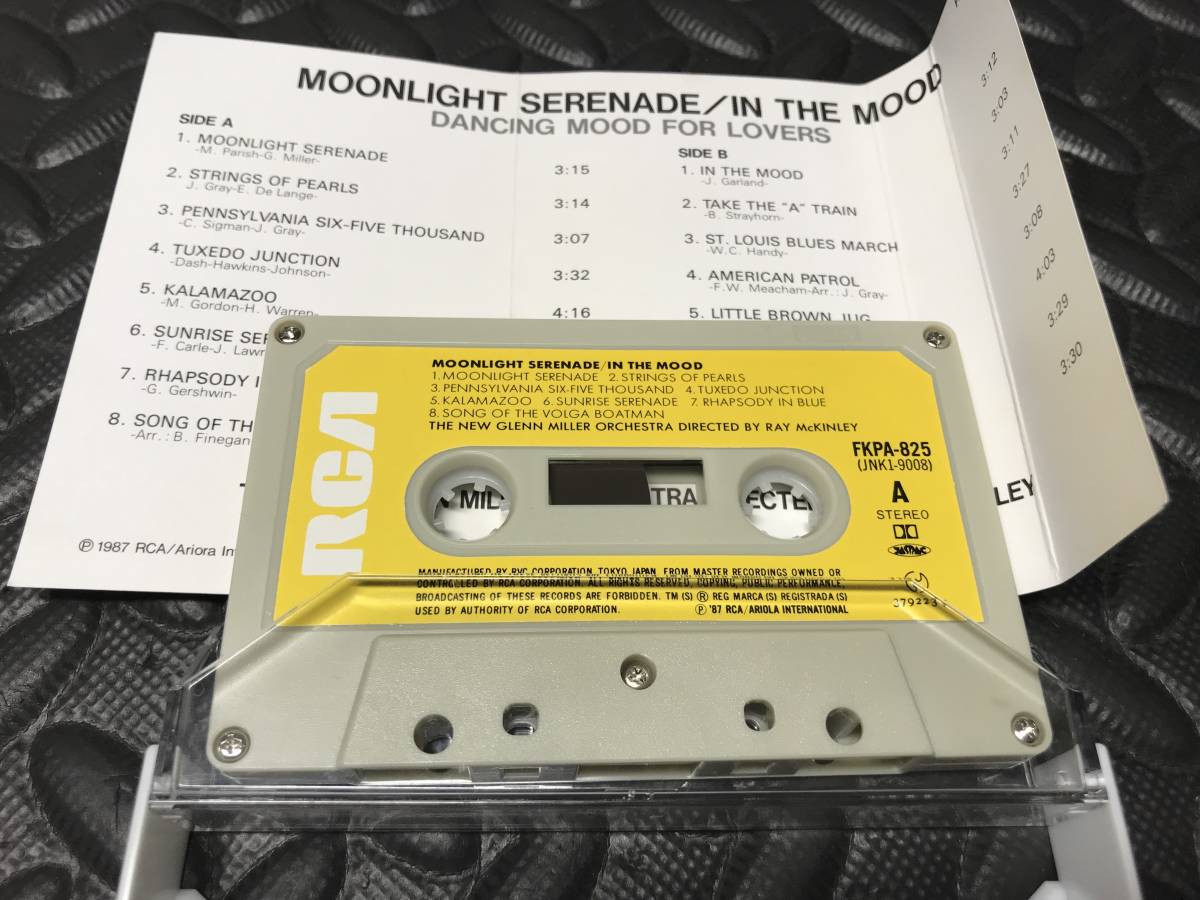 MOONLIGHT SERENADE/IN THE MOOD
DANCING MOOD FOR LOVERS
SIDE A
1. MOONLIGHT SERENADE
-M. Parish-G. Miller-
3:15
2. STRINGS OF PEARLS
J. Gray-E. De Lange-
3:14
3. PENNSYLVANIA SIX-FIVE THOUSAND
-C. Sigman-J. Gray-
3:07
4. TUXEDO JUNCTION
-Dash-Hawkins-Johnson-
3:32
5. KALAMAZOO
-M. Gordon-H. Warren-
4:16
6. SUNRISE SER
-F. Carle-J. Lawr
7. RHAPSODY I
-G. Gershwin-
8. SONG OF TH
-Arr.: B. Finegan
SIDE B
1. IN THE MOOD
-J. Garland-
2. TAKE THE "A" TRAIN
-B. Strayhorn-
3. ST. LOUIS BLUES MARCH
-W.C. Handy-
4. AMERICAN PATROL
-F.W. Meacham-Arr.: J. Gray-
5. LITTLE BROWN JUG
3:12
3:03
3:11
3:27
3:08
4:03
3:29
3:30
LEY
Ⓟ 1987 RCA/Ariora Int
RCA
MOONLIGHT SERENADE/IN THE MOOD
1. MOONLIGHT SERENADE 2. STRINGS OF PEARLS
3. PENNSYLVANIA SIX-FIVE THOUSAND 4. TUXEDO JUNCTION
5. KALAMAZOO 6. SUNRISE SERENADE 7. RHAPSODY IN BLUE
8. SONG OF THE VOLGA BOATMAN
THE NEW GLENN MILLER ORCHESTRA DIRECTED BY RAY McKINLEY
FKPA-825
(JNK1-9008)
A
STEREO
MIL
TRA
ECTE
MANUFACTURED BY RVC CORPORATION, TOKYO, JAPAN. FROM MASTER RECORDINGS OWNED OR
CONTROLLED BY RCA CORPORATION. ALL RIGHTS RESERVED, COPYING, PUBLIC PERFORMANCE,
BROADCASTING OF THESE RECORDS ARE FORBIDDEN. TM (S) Ⓡ REG MARCA (S) REGISTRADA (S)
USED BY AUTHORITY OF RCA CORPORATION. Ⓟ '87 RCA/ARIOLA INTERNATIONAL